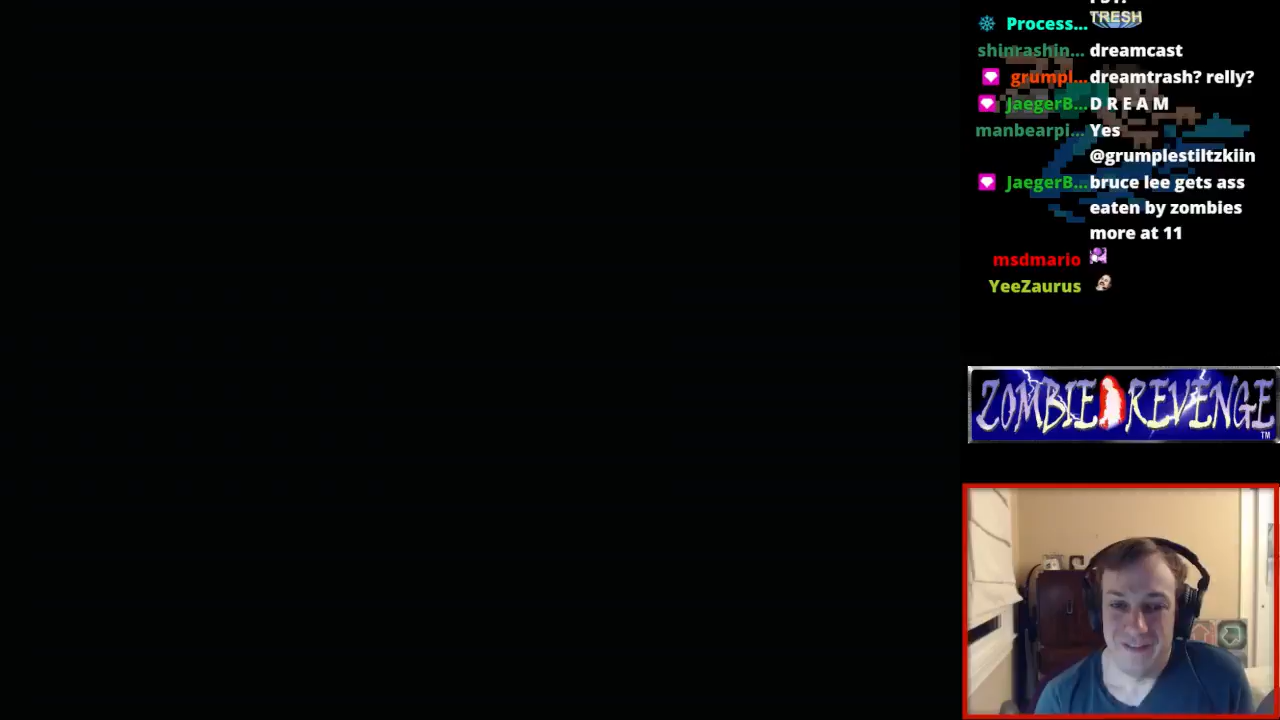 TRESH
Process...
shinrashin... dreamcast
grumpl... dreamtrash? relly?
JaegerB... D R E A M
manbearpi... Yes
@grumplestiltzkiin
JaegerB... bruce lee gets ass
eaten by zombies
more at 11
msdmario
YeeZaurus
ZOMBIE REVENGE
TM